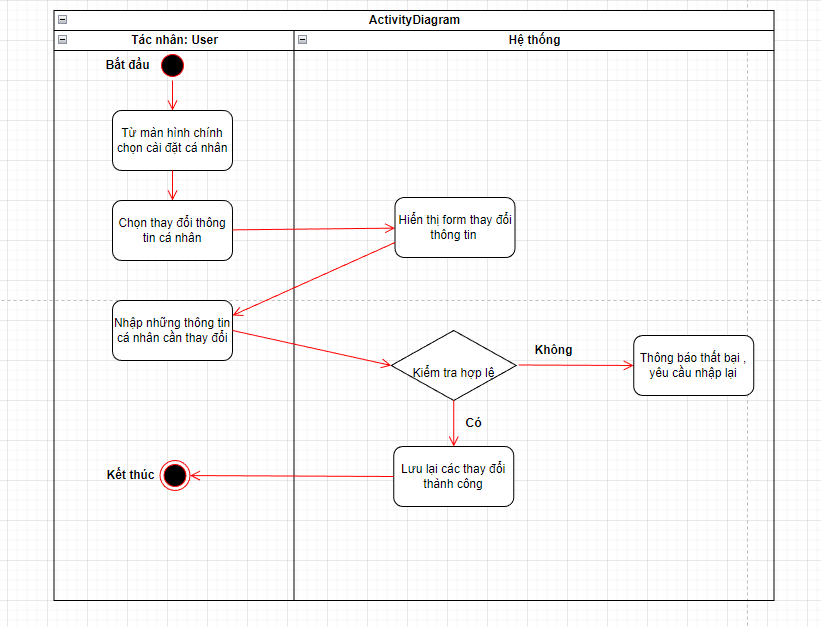 ActivityDiagram
Tác nhân: User
Hệ thống
Bắt đầu
Từ màn hình chính
chọn cài đặt cá nhân
Chọn thay đổi thông
tin cá nhân
Hiển thị form thay đổi
thông tin
Nhập những thông tin
cá nhân cần thay đổi
Kiểm tra hợp lệ
Không
Thông báo thất bại ,
yêu cầu nhập lại
Có
Lưu lại các thay đổi
thành công
Kết thúc